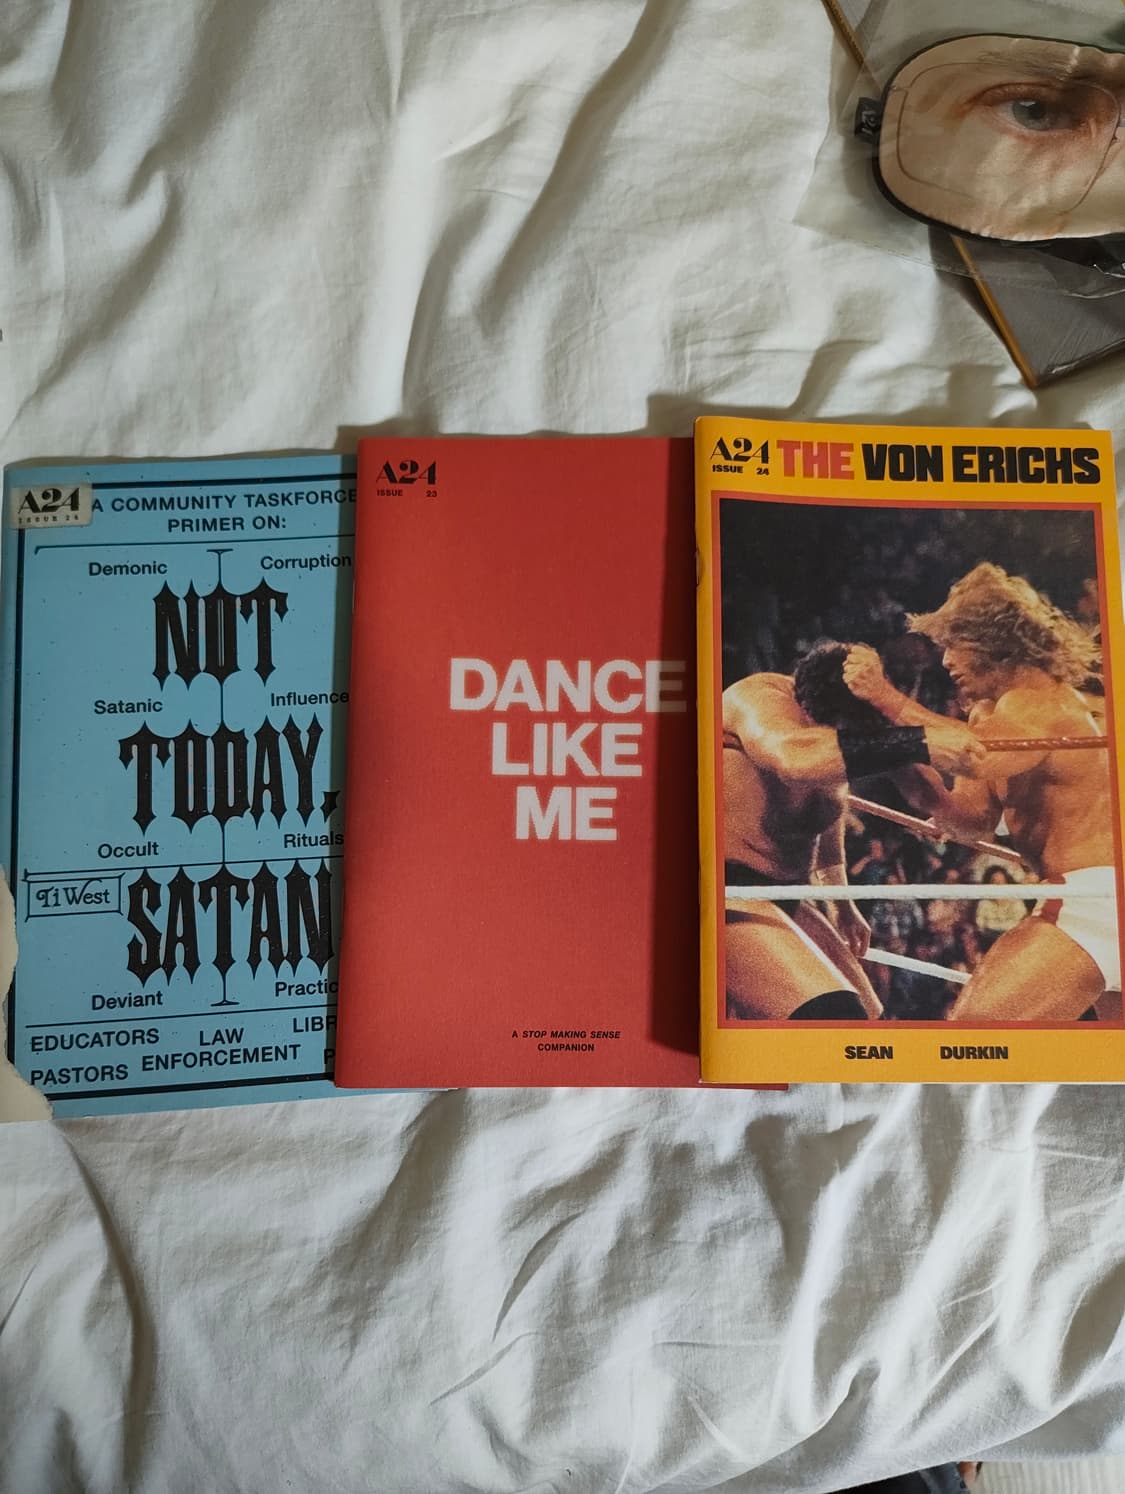 A24
A COMMUNITY TASKFORCE
PRIMER ON:
Demonic Corruption
NOT
Satanic Influence
TODAY,
Occult Rituals
Ti West
SATAN
Deviant
EDUCATORS LAW
PASTORS ENFORCEMENT
A24
ISSUE 23
DANCE
LIKE
ME
A STOP MAKING SENSE
COMPANION
A24 THE VON ERICHS
ISSUE 24
SEAN DURKIN